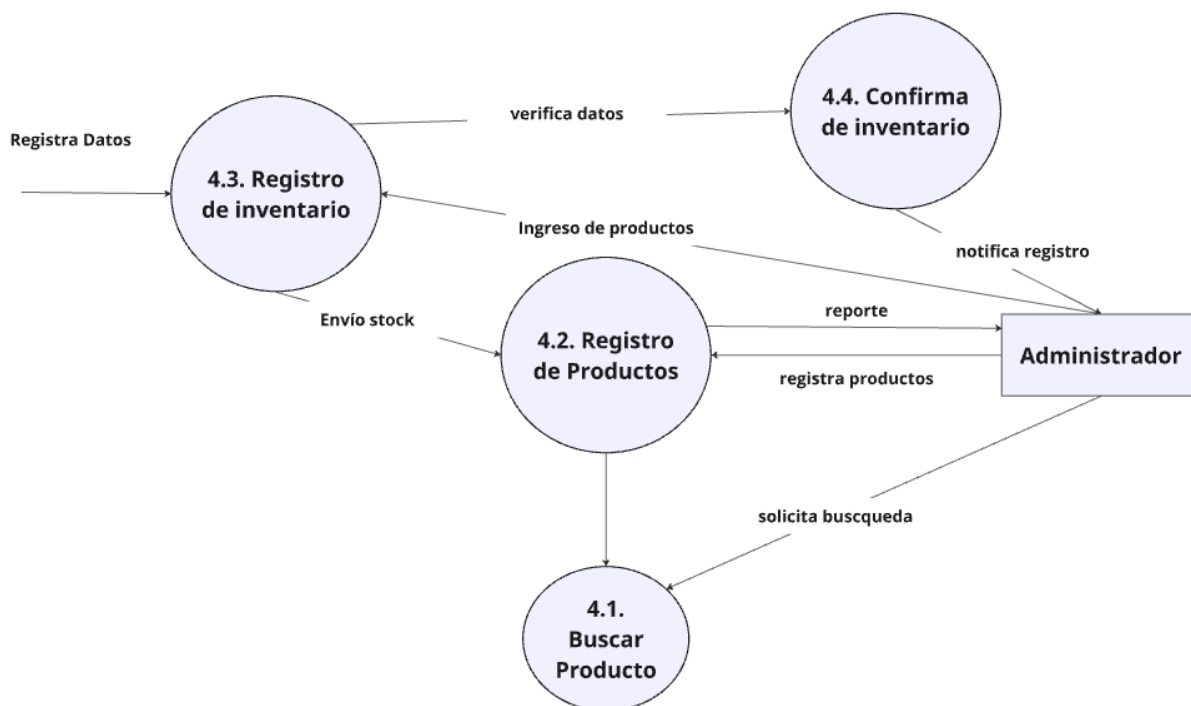 4.4. Confirma
de inventario
verifica datos
Registra Datos
4.3. Registro
de inventario
Ingreso de productos
notifica registro
Envío stock
reporte
4.2. Registro
de Productos
Administrador
registra productos
solicita buscqueda
4.1.
Buscar
Producto